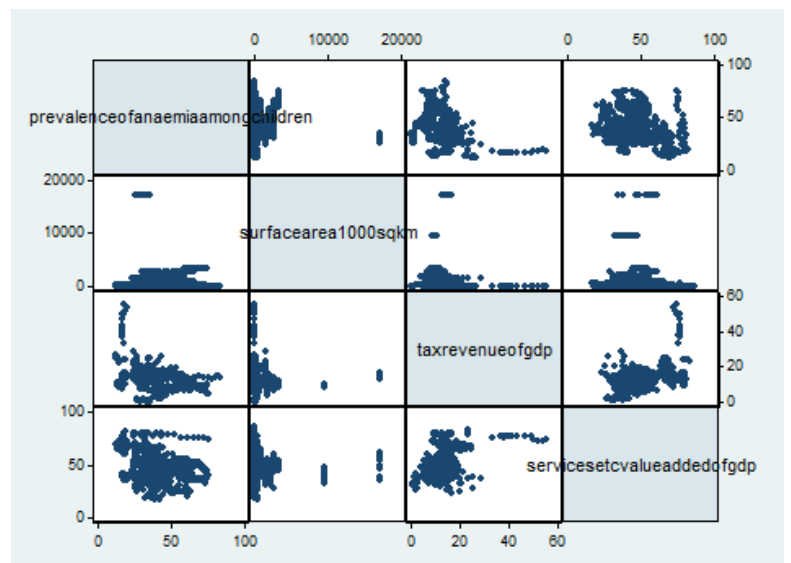 0 10000 20000 0 50 100
100
prevalenceofanaemiaamongchildren
50
0
20000
10000
surfacearea1000sqkm
0
60
40
taxrevenueofgdp
20
0
100
50
servicesetcvalueaddedofgdp
0
0 50 100 0 20 40 60